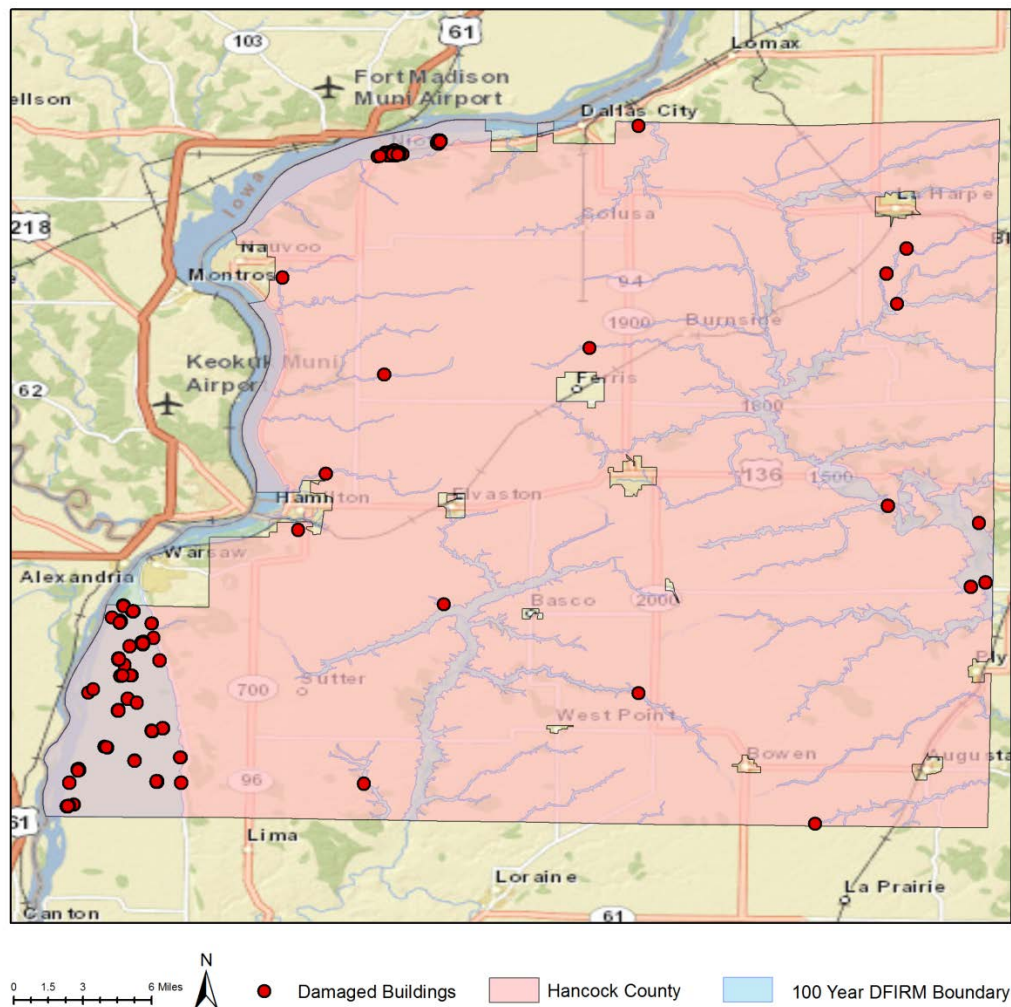 61
103
Lomax
Fort Madison
Muni Airport
ellson
Dallas City
Iowa
La Harpe
218
Colusa
Nauvoo
Montros
94
1900
Burnside
Keokuk Muni
Airport
62
Ferris
1800
136
1500
Elvaston
Warsaw
Alexandria
Basco
2000
Ply
700
Sutter
West Point
Bowen
Augusta
96
61
Lima
Loraine
La Prairie
Canton
61
N
0 1.5 3 6 Miles
Damaged Buildings
Hancock County
100 Year DFIRM Boundary